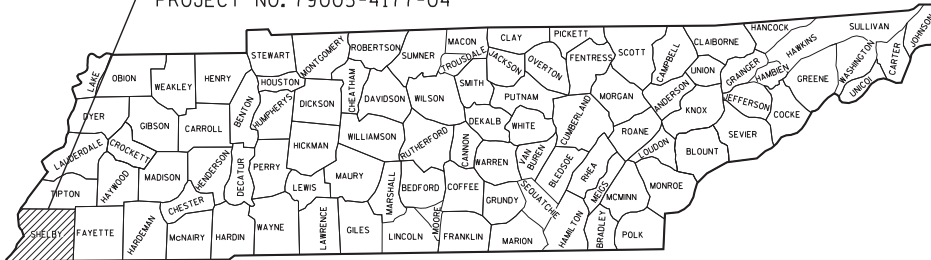 PROJECT NO. 79005-4177-04
HANCOCK
SULLIVAN
JOHNSON
STEWART
MONTGOMERY
ROBERTSON
SUMNER
MACON
CLAY
PICKETT
FENTRESS
SCOTT
CAMPBELL
CLAIBORNE
HAWKINS
WASHINGTON
CARTER
LAKE
OBION
WEAKLEY
HENRY
HOUSTON
CHEATHAM
TROUSDALE
JACKSON
OVERTON
UNION
GRAINGER
HAMBLEN
GREENE
UNICOI
DYER
BENTON
HUMPHERYS
DICKSON
DAVIDSON
WILSON
SMITH
PUTNAM
MORGAN
ANDERSON
KNOX
JEFFERSON
COCKE
GIBSON
CARROLL
DEKALB
WHITE
CUMBERLAND
ROANE
SEVIER
LAUDERDALE
CROCKETT
HICKMAN
WILLIAMSON
RUTHERFORD
CANNON
WARREN
VAN
BUREN
BLEDSOE
RHEA
LOUDON
BLOUNT
TIPTON
HAYWOOD
MADISON
HENDERSON
DECATUR
PERRY
LEWIS
MAURY
MARSHALL
BEDFORD
COFFEE
GRUNDY
SEQUATCHIE
MEIGS
MCMINN
MONROE
SHELBY
FAYETTE
HARDEMAN
CHESTER
McNAIRY
HARDIN
WAYNE
LAWRENCE
GILES
LINCOLN
MOORE
FRANKLIN
MARION
HAMILTON
BRADLEY
POLK